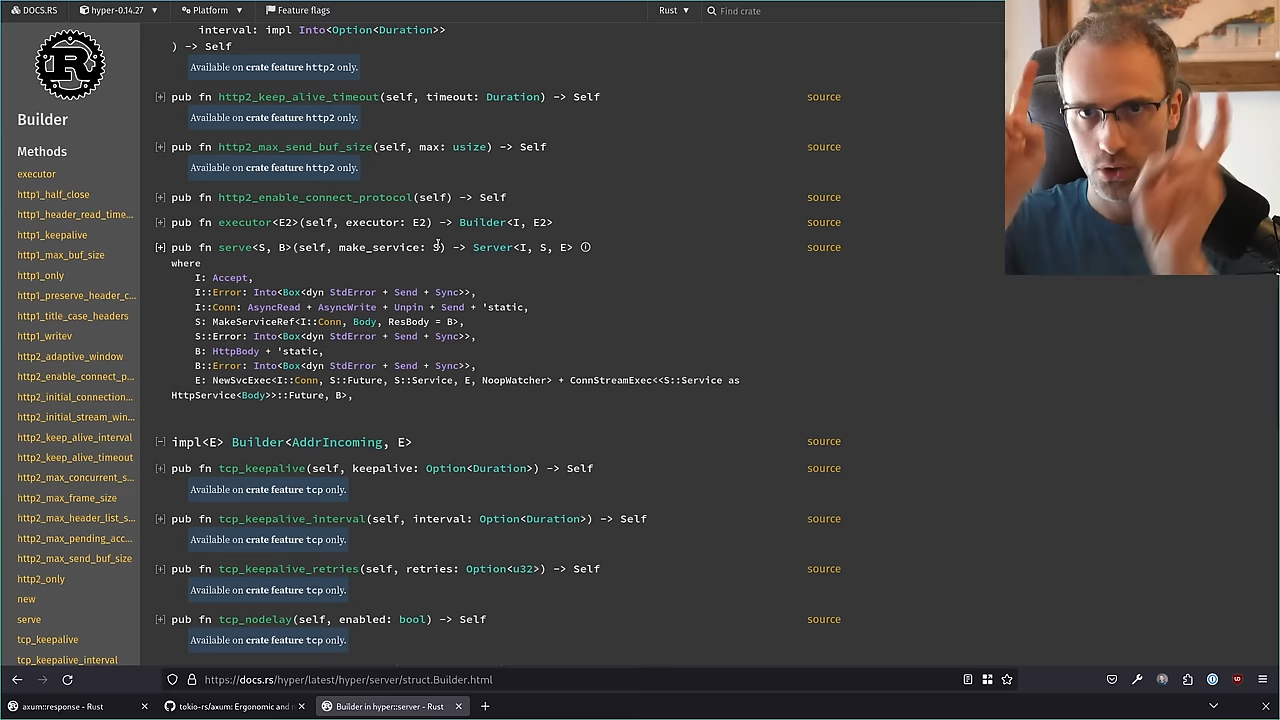 DOCS.RS
hyper-0.14.27
Platform
Feature flags
Rust
Find crate
Builder
Methods
executor
http1_half_close
http1_header_read_time…
http1_keepalive
http1_max_buf_size
http1_only
http1_preserve_header_c…
http1_title_case_headers
http1_writev
http2_adaptive_window
http2_enable_connect_p…
http2_initial_connection…
http2_initial_stream_win…
http2_keep_alive_interval
http2_keep_alive_timeout
http2_max_concurrent_s…
http2_max_frame_size
http2_max_header_list_s…
http2_max_pending_acc…
http2_max_send_buf_size
http2_only
new
serve
tcp_keepalive
tcp_keepalive_interval
interval: impl Into<Option<Duration>>
) -> Self
Available on crate feature http2 only.
[+] pub fn http2_keep_alive_timeout(self, timeout: Duration) -> Self source
Available on crate feature http2 only.
[+] pub fn http2_max_send_buf_size(self, max: usize) -> Self source
Available on crate feature http2 only.
[+] pub fn http2_enable_connect_protocol(self) -> Self source
[+] pub fn executor<E2>(self, executor: E2) -> Builder<I, E2> source
[+] pub fn serve<S, B>(self, make_service: S) -> Server<I, S, E> ⓘ source
where
I: Accept,
I::Error: Into<Box<dyn StdError + Send + Sync>>,
I::Conn: AsyncRead + AsyncWrite + Unpin + Send + 'static,
S: MakeServiceRef<I::Conn, Body, ResBody = B>,
S::Error: Into<Box<dyn StdError + Send + Sync>>,
B: HttpBody + 'static,
B::Error: Into<Box<dyn StdError + Send + Sync>>,
E: NewSvcExec<I::Conn, S::Future, S::Service, E, NoopWatcher> + ConnStreamExec<<S::Service as
HttpService<Body>>::Future, B>,
[-] impl<E> Builder<AddrIncoming, E> source
[+] pub fn tcp_keepalive(self, keepalive: Option<Duration>) -> Self source
Available on crate feature tcp only.
[+] pub fn tcp_keepalive_interval(self, interval: Option<Duration>) -> Self source
Available on crate feature tcp only.
[+] pub fn tcp_keepalive_retries(self, retries: Option<u32>) -> Self source
Available on crate feature tcp only.
[+] pub fn tcp_nodelay(self, enabled: bool) -> Self source
Available on crate feature tcp only.
https://docs.rs/hyper/latest/hyper/server/struct.Builder.html
axum::response - Rust
tokio-rs/axum: Ergonomic and n
Builder in hyper::server - Rust